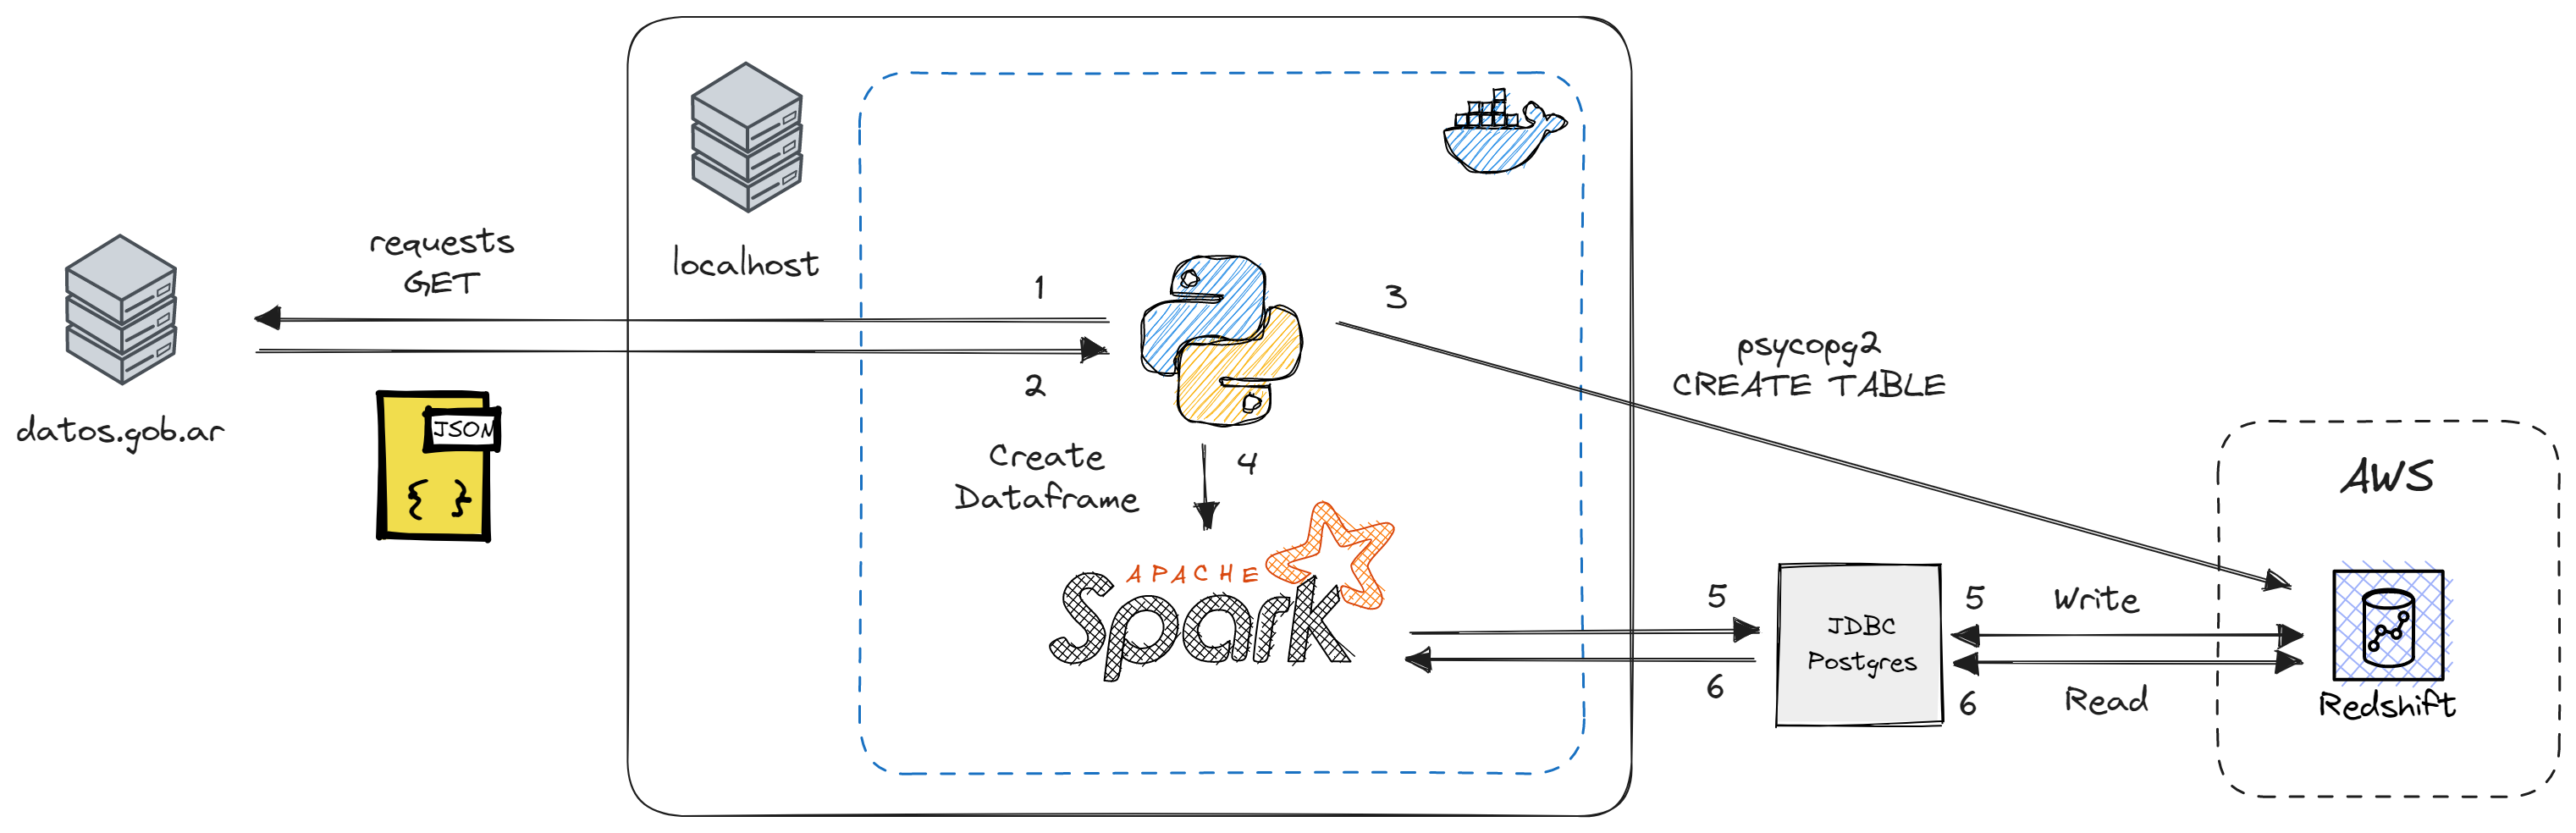 requests
GET
localhost
1
2
3
datos.gob.ar
JSON
{ }
psycopg2
CREATE TABLE
Create
Dataframe
4
APACHE
Spark
5
6
JDBC
Postgres
5
Write
6
Read
AWS
Redshift